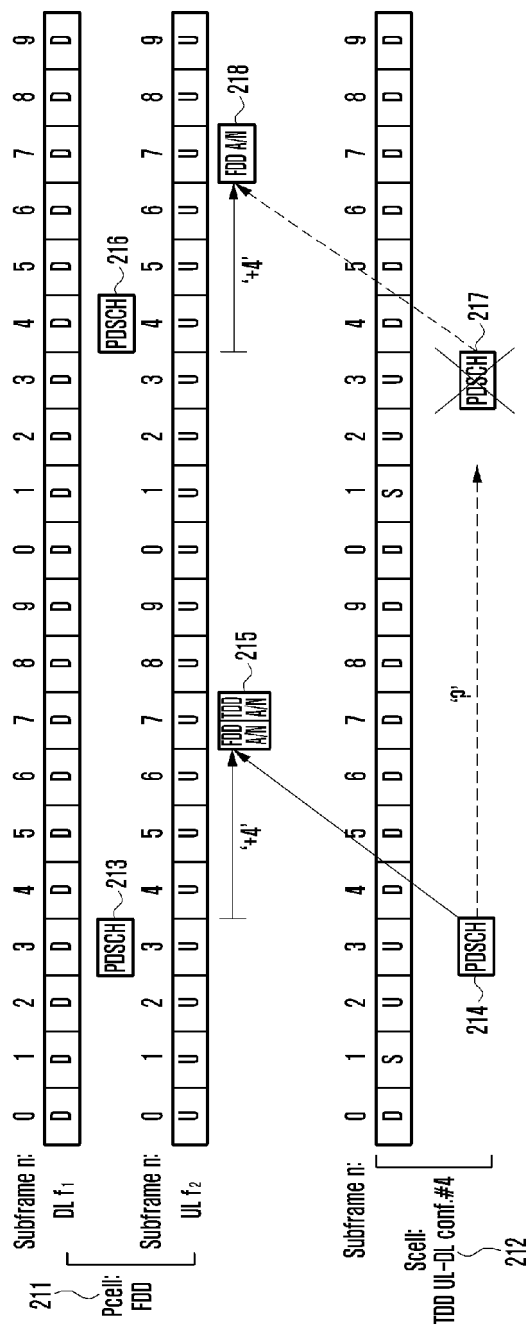 Subframe n: 0 1 2 3 4 5 6 7 8 9 0 1 2 3 4 5 6 7 8 9
DL f1 D D D D D D D D D D D D D D D D D D D D
211
Pcell:
FDD
PDSCH 213
PDSCH 216
Subframe n: 0 1 2 3 4 5 6 7 8 9 0 1 2 3 4 5 6 7 8 9
UL f2 U U U U U U U U U U U U U U U U U U U U
'+4'
FDD A/N
TDD A/N
215
'+4'
FDD A/N
218
Subframe n: 0 1 2 3 4 5 6 7 8 9 0 1 2 3 4 5 6 7 8 9
D S U U D D D D D D D S U U D D D D D D
Scell:
TDD UL-DL conf.#4
212
PDSCH
214
'p'
PDSCH
217